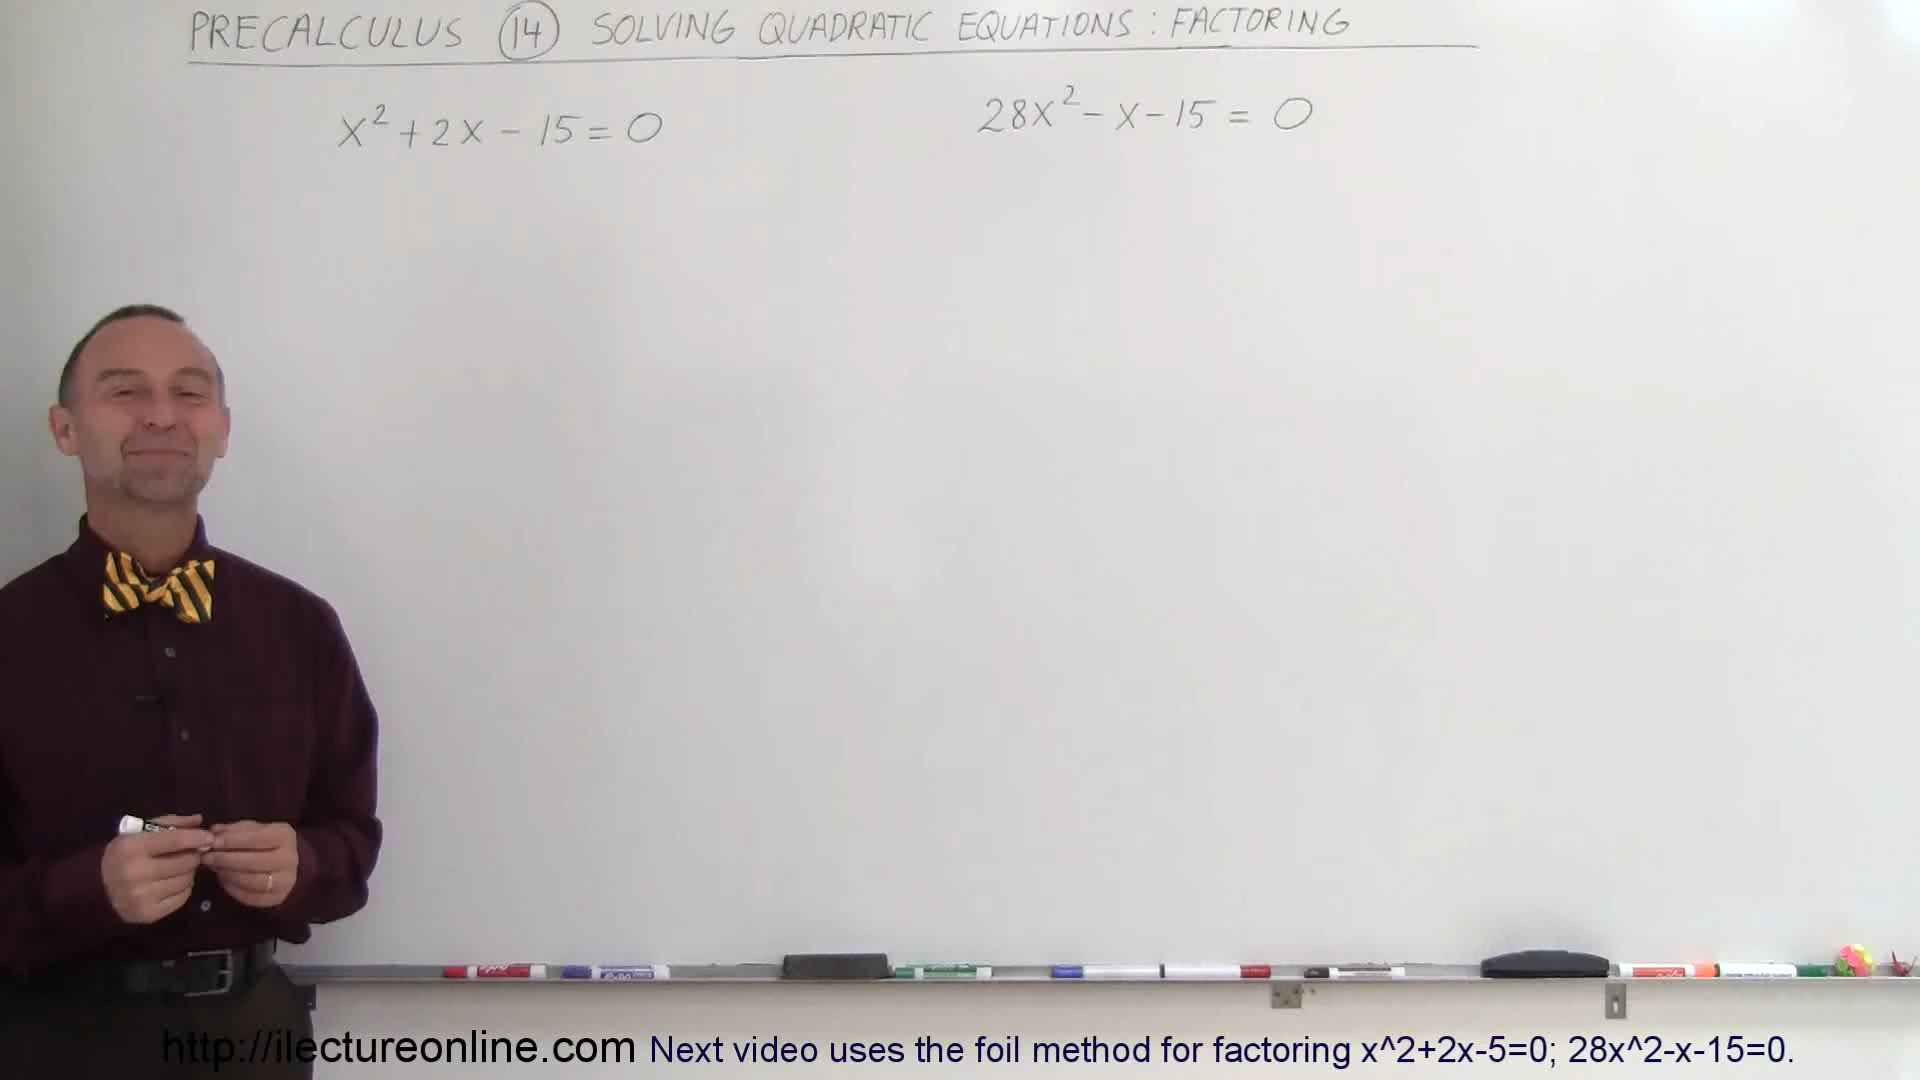 PRECALCULUS 14 SOLVING QUADRATIC EQUATIONS : FACTORING
x² + 2x - 15 = 0
28x² - x - 15 = 0
http://ilectureonline.com Next video uses the foil method for factoring x^2+2x-5=0; 28x^2-x-15=0.